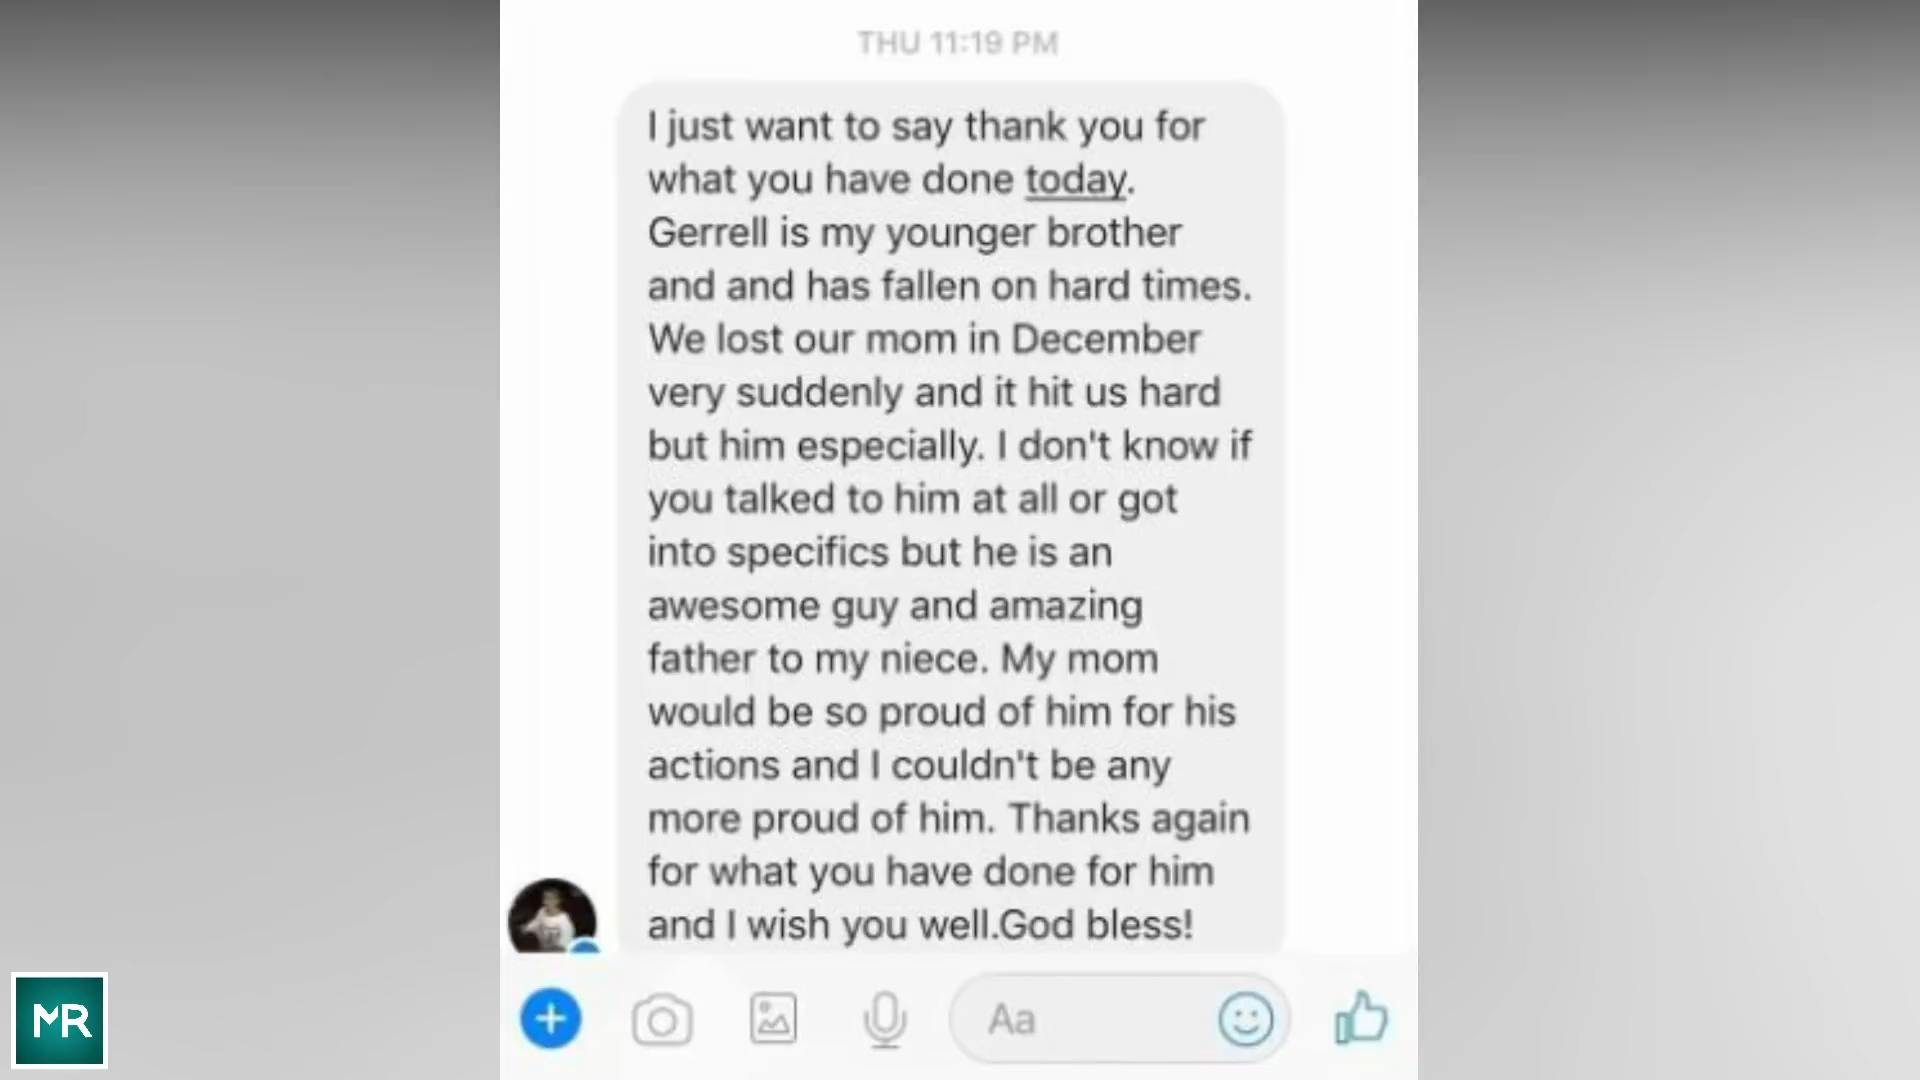 THU 11:19 PM
I just want to say thank you for
what you have done today.
Gerrell is my younger brother
and and has fallen on hard times.
We lost our mom in December
very suddenly and it hit us hard
but him especially. I don't know if
you talked to him at all or got
into specifics but he is an
awesome guy and amazing
father to my niece. My mom
would be so proud of him for his
actions and I couldn't be any
more proud of him. Thanks again
for what you have done for him
and I wish you well.God bless!
Aa
MR